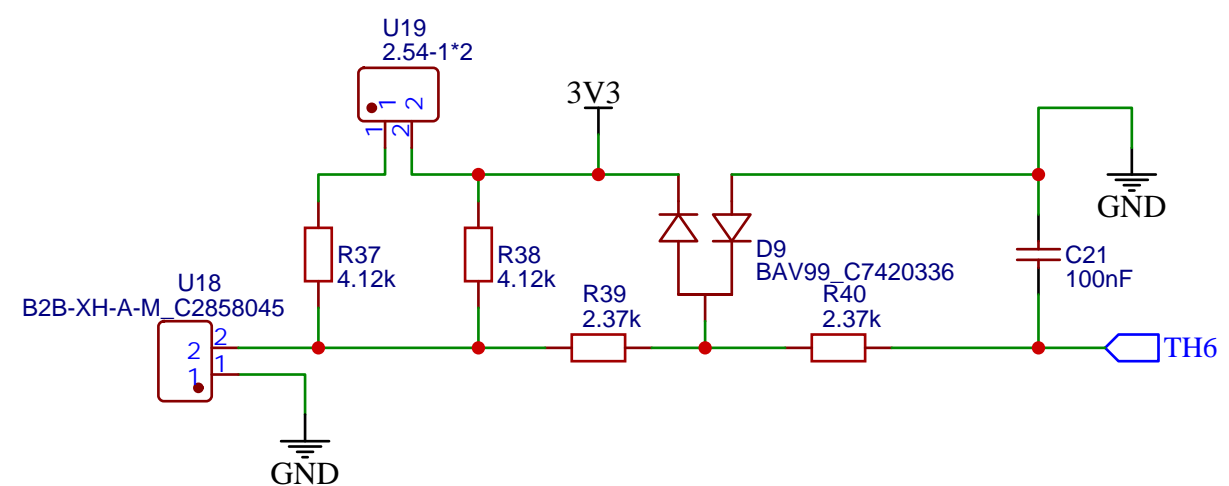 U19
2.54-1*2
1
2
1
2
3V3
GND
R37
4.12k
R38
4.12k
D9
BAV99_C7420336
C21
100nF
U18
B2B-XH-A-M_C2858045
R39
2.37k
R40
2.37k
2
2
1
1
TH6
GND